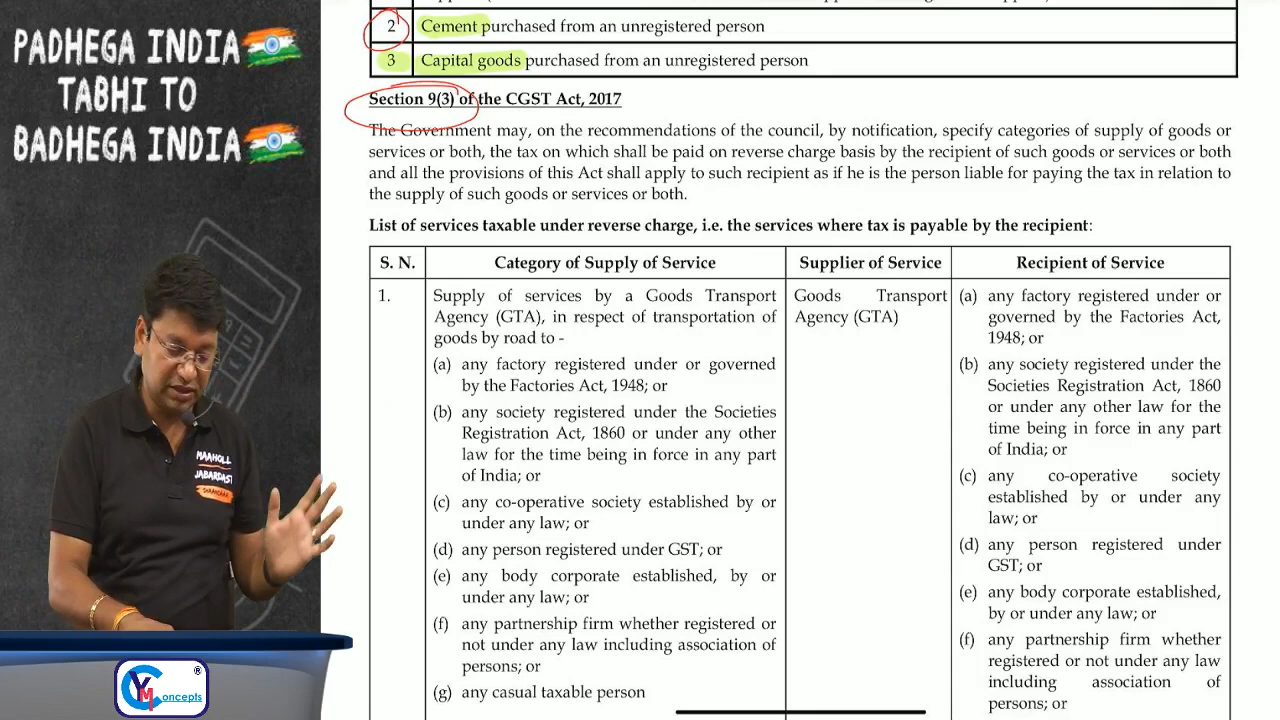 PADHEGA INDIA
TABHI TO
BADHEGA INDIA
2 Cement purchased from an unregistered person
3 Capital goods purchased from an unregistered person
Section 9(3) of the CGST Act, 2017
The Government may, on the recommendations of the council, by notification, specify categories of supply of goods or
services or both, the tax on which shall be paid on reverse charge basis by the recipient of such goods or services or both
and all the provisions of this Act shall apply to such recipient as if he is the person liable for paying the tax in relation to
the supply of such goods or services or both.
List of services taxable under reverse charge, i.e. the services where tax is payable by the recipient:
S. N.
Category of Supply of Service
Supplier of Service
Recipient of Service
1.
Supply of services by a Goods Transport
Agency (GTA), in respect of transportation of
goods by road to -
(a) any factory registered under or governed
by the Factories Act, 1948; or
(b) any society registered under the Societies
Registration Act, 1860 or under any other
law for the time being in force in any part
of India; or
(c) any co-operative society established by or
under any law; or
(d) any person registered under GST; or
(e) any body corporate established, by or
under any law; or
(f) any partnership firm whether registered or
not under any law including association of
persons; or
(g) any casual taxable person
Goods Transport
Agency (GTA)
(a) any factory registered under or
governed by the Factories Act,
1948; or
(b) any society registered under the
Societies Registration Act, 1860
or under any other law for the
time being in force in any part
of India; or
(c) any co-operative society
established by or under any
law; or
(d) any person registered under
GST; or
(e) any body corporate established,
by or under any law; or
(f) any partnership firm whether
registered or not under any law
including association of
persons; or
MAAHOLL
JABARDAST
YM Concepts
®